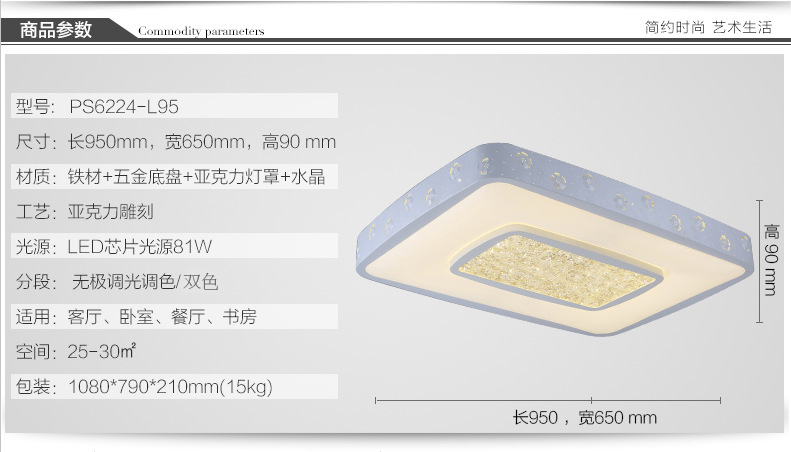 商品参数 Commodity parameters 简约时尚 艺术生活
型号: PS6224-L95
尺寸: 长950mm，宽650mm，高90 mm
材质: 铁材+五金底盘+亚克力灯罩+水晶
工艺: 亚克力雕刻
光源: LED芯片光源81W
分段: 无极调光调色/双色
适用: 客厅、卧室、餐厅、书房
空间: 25-30㎡
包装: 1080*790*210mm(15kg)
高 90 mm
长950 ，宽650 mm